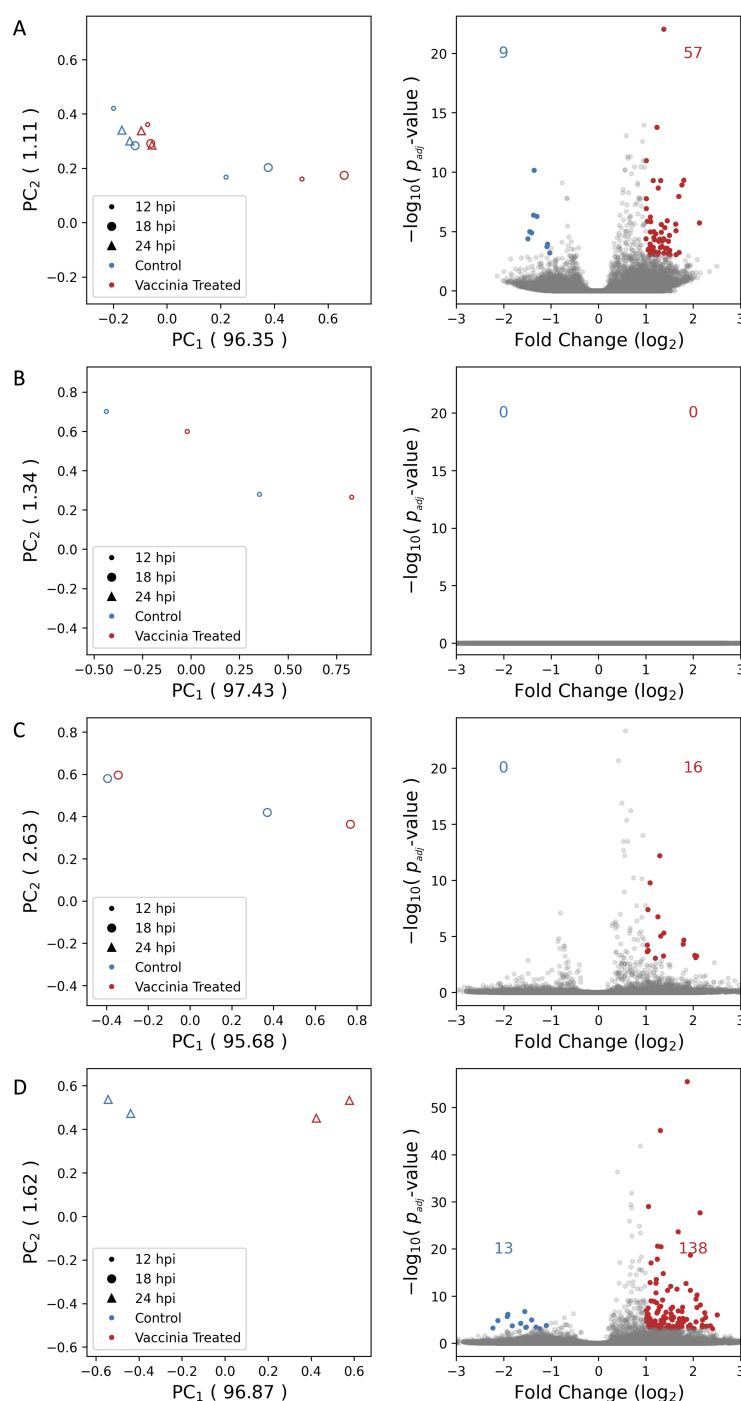 A
PC2 ( 1.11 )
0.6
0.4
0.2
0.0
−0.2
12 hpi
18 hpi
24 hpi
Control
Vaccinia Treated
−0.2 0.0 0.2 0.4 0.6
PC1 ( 96.35 )
−log10( padj-value )
20
15
10
5
0
9 57
−3 −2 −1 0 1 2 3
Fold Change (log2)
B
PC2 ( 1.34 )
0.8
0.6
0.4
0.2
0.0
−0.2
−0.4
12 hpi
18 hpi
24 hpi
Control
Vaccinia Treated
−0.50 −0.25 0.00 0.25 0.50 0.75
PC1 ( 97.43 )
−log10( padj-value )
20
15
10
5
0
0 0
−3 −2 −1 0 1 2 3
Fold Change (log2)
C
PC2 ( 2.63 )
0.8
0.6
0.4
0.2
0.0
−0.2
−0.4
12 hpi
18 hpi
24 hpi
Control
Vaccinia Treated
−0.4 −0.2 0.0 0.2 0.4 0.6 0.8
PC1 ( 95.68 )
−log10( padj-value )
20
15
10
5
0
0 16
−3 −2 −1 0 1 2 3
Fold Change (log2)
D
PC2 ( 1.62 )
0.6
0.4
0.2
0.0
−0.2
−0.4
−0.6
12 hpi
18 hpi
24 hpi
Control
Vaccinia Treated
−0.6 −0.4 −0.2 0.0 0.2 0.4 0.6
PC1 ( 96.87 )
−log10( padj-value )
50
40
30
20
10
0
13 138
−3 −2 −1 0 1 2 3
Fold Change (log2)